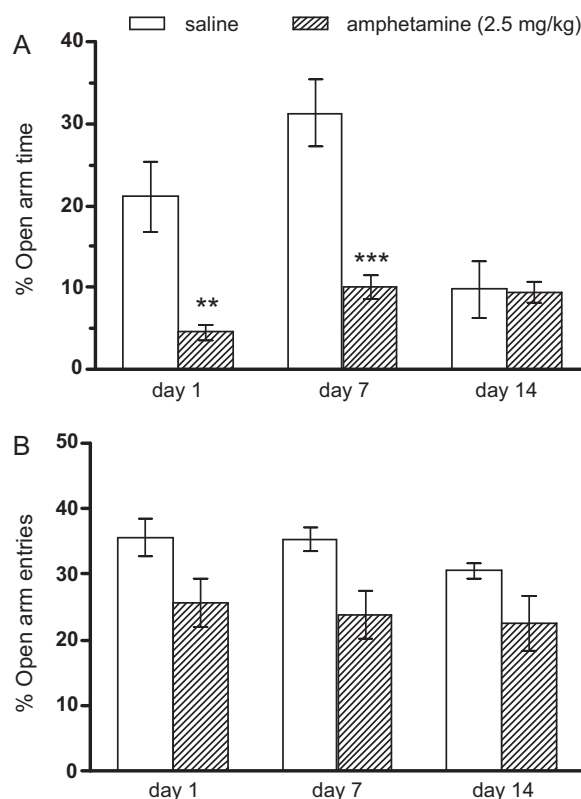 saline amphetamine (2.5 mg/kg)
A
% Open arm time
40
30
20
10
0
**
***
day 1 day 7 day 14
B
% Open arm entries
50
40
30
20
10
0
day 1 day 7 day 14